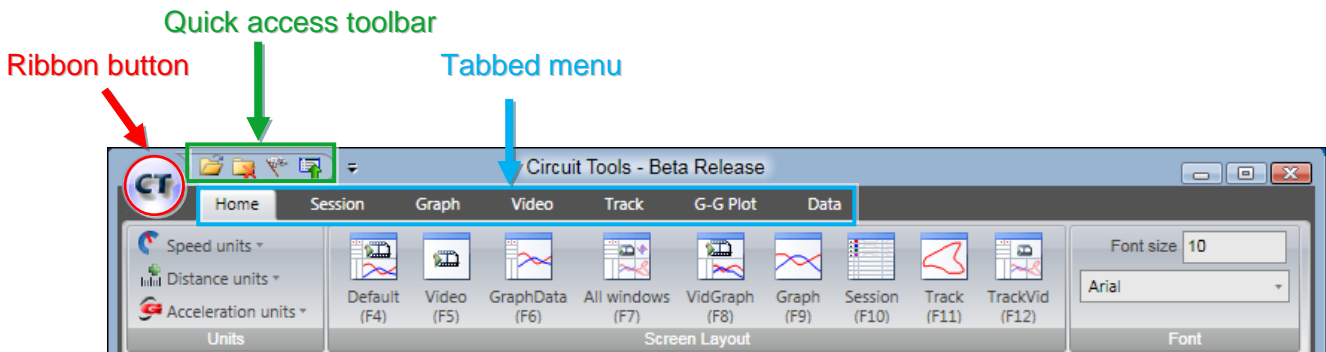 Quick access toolbar
Ribbon button
Tabbed menu
CT
Circuit Tools - Beta Release
Home Session Graph Video Track G-G Plot Data
Speed units
Distance units
Acceleration units
Units
Default (F4)
Video (F5)
GraphData (F6)
All windows (F7)
VidGraph (F8)
Graph (F9)
Session (F10)
Track (F11)
TrackVid (F12)
Screen Layout
Font size 10
Arial
Font